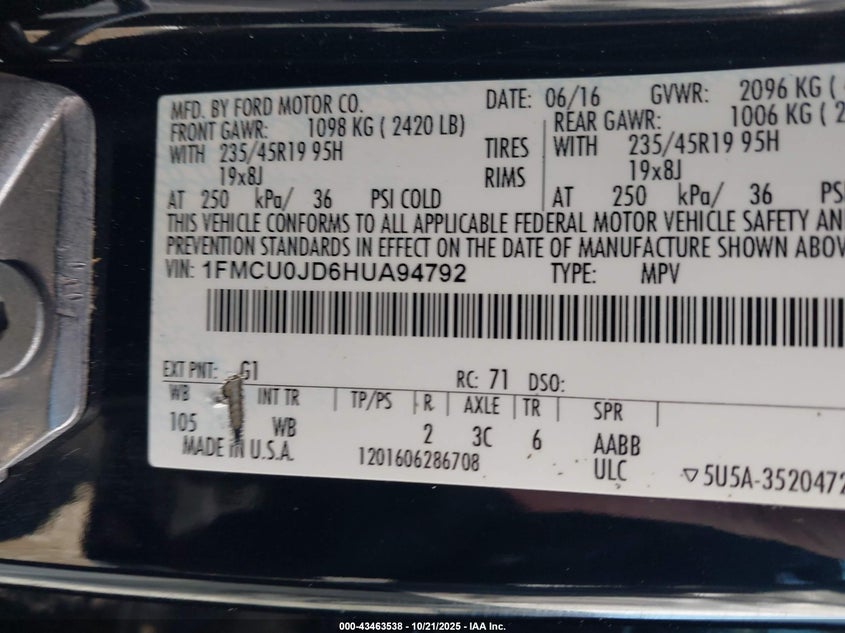 MFD. BY FORD MOTOR CO. DATE: 06/16 GVWR: 2096 KG (
FRONT GAWR: 1098 KG ( 2420 LB) REAR GAWR: 1006 KG ( 2
WITH 235/45R19 95H TIRES WITH 235/45R19 95H
19x8J RIMS 19x8J
AT 250 kPa/ 36 PSI COLD AT 250 kPa/ 36 PSI
THIS VEHICLE CONFORMS TO ALL APPLICABLE FEDERAL MOTOR VEHICLE SAFETY AN
PREVENTION STANDARDS IN EFFECT ON THE DATE OF MANUFACTURE SHOWN ABOV
VIN: 1FMCU0JD6HUA94792 TYPE: MPV
EXT PNT: G1 RC: 71 DSO:
WB INT TR TP/PS R AXLE TR SPR
105 WB 2 3C 6 AABB
MADE IN U.S.A. 1201606286708 ULC ▽5U5A-3520472
000-43463538 - 10/21/2025 - IAA Inc.